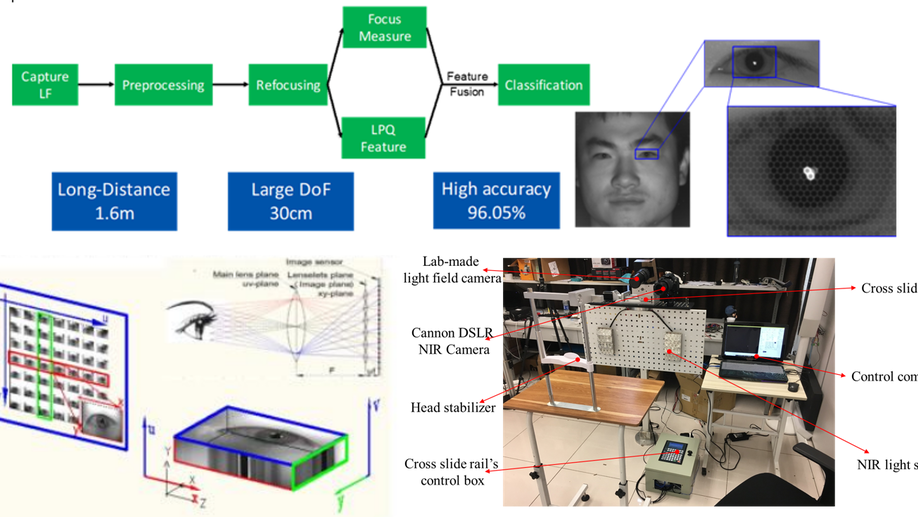 Focus
Measure
Capture
LF
Preprocessing
Refocusing
Feature
Fusion
Classification
LPQ
Feature
Long-Distance
1.6m
Large DoF
30cm
High accuracy
96.05%
Image sensor
Main lens plane
uv-plane
Lenselets plane
(Image plane)
xy-plane
F
u
u
v
Y
X
Z
x
y
Lab-made
light field camera
Cross slid
Cannon DSLR
NIR Camera
Control com
Head stabilizer
Cross slide rail's
control box
NIR light s